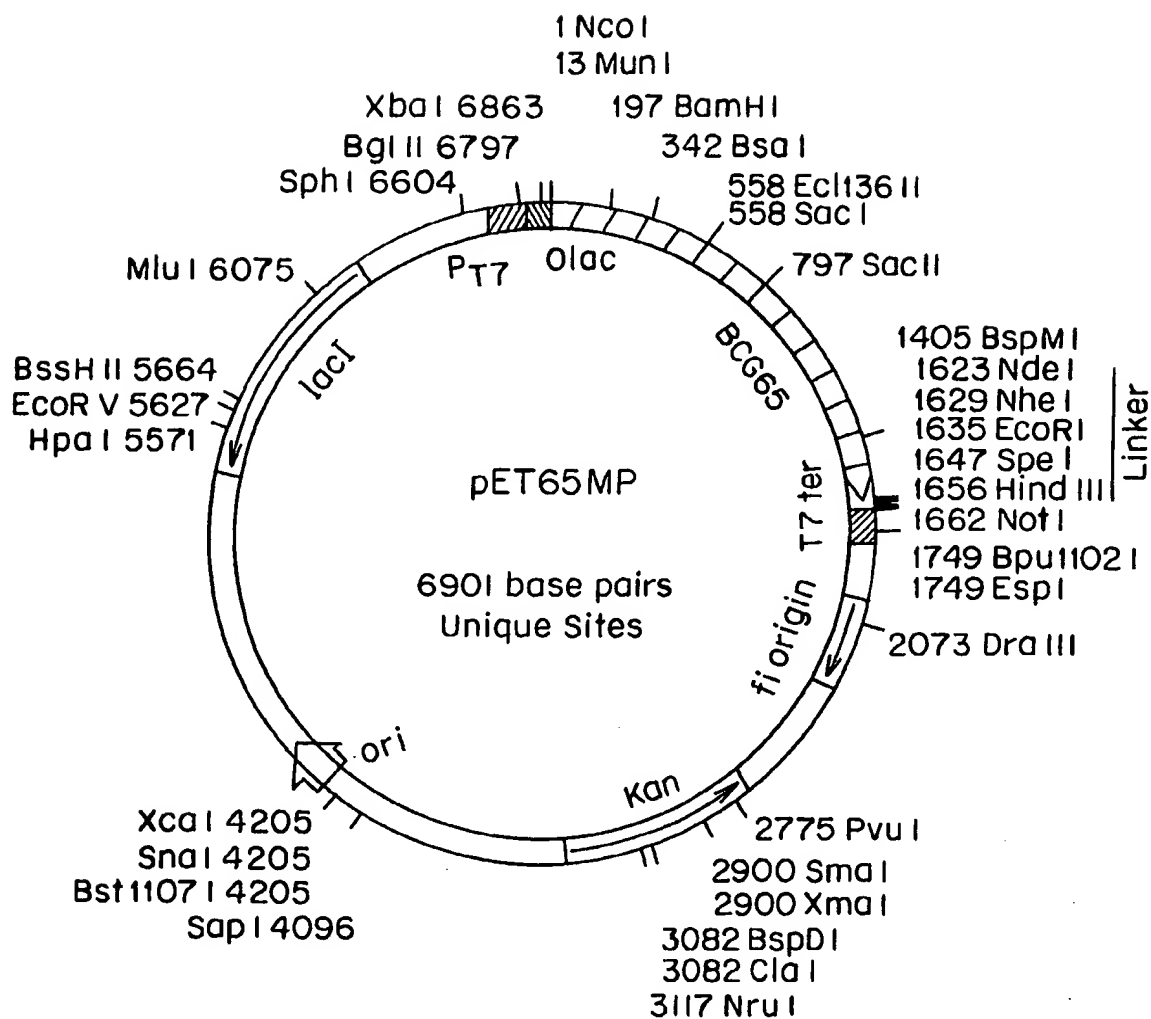 1 Nco I
13 Mun I
Xba I 6863
197 BamH I
Bgl II 6797
342 Bsa I
Sph I 6604
558 Ecl136 II
558 Sac I
PT7
Olac
797 Sac II
Mlu I 6075
lacI
BCG65
1405 BspM I
1623 Nde I
1629 Nhe I
1635 EcoRI
1647 Spe I
1656 Hind III
Linker
1662 Not I
BssH II 5664
EcoR V 5627
Hpa I 5571
pET65MP
T7 ter
1749 Bpu1102 I
1749 Esp I
6901 base pairs
Unique Sites
fi origin
2073 Dra III
ori
Kan
Xca I 4205
Sna I 4205
Bst1107 I 4205
Sap I 4096
2775 Pvu I
2900 Sma I
2900 Xma I
3082 BspD I
3082 Cla I
3117 Nru I